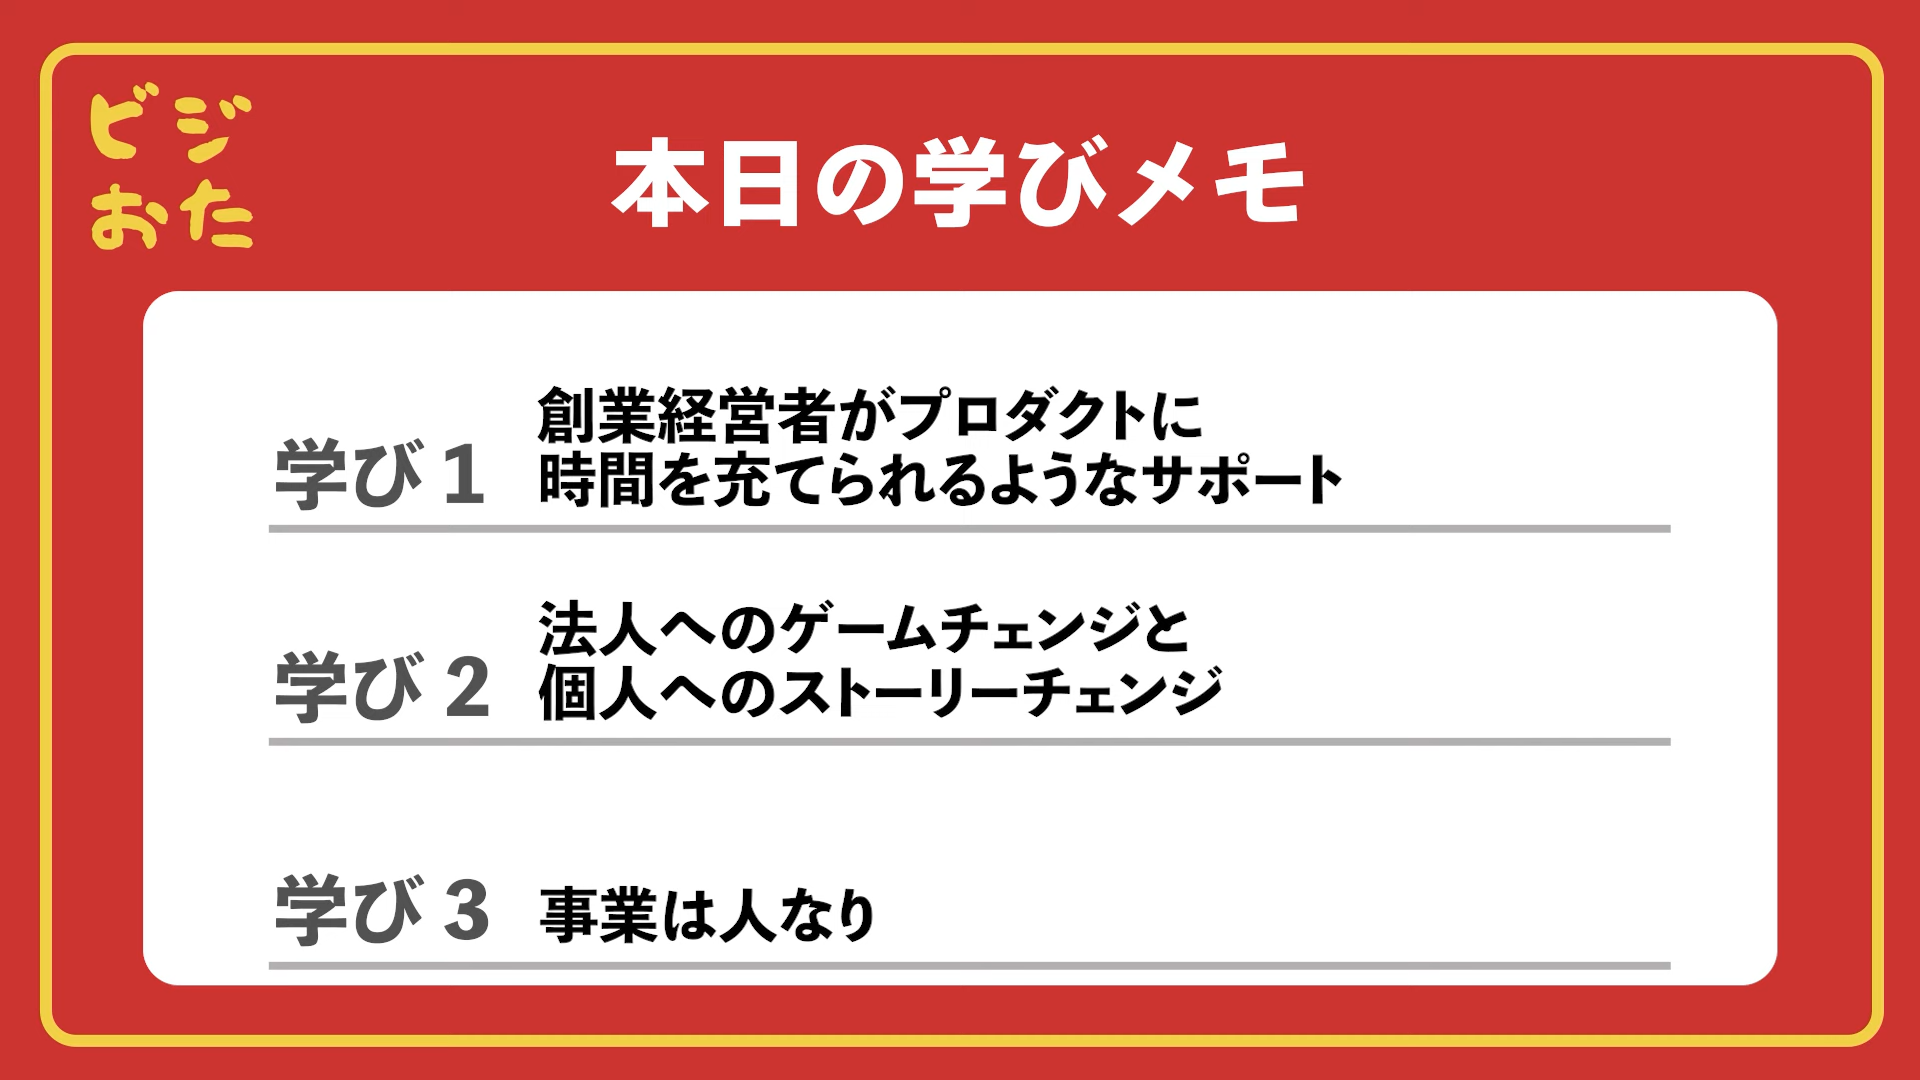 ビジ
おた
本日の学びメモ
学び 1
創業経営者がプロダクトに
時間を充てられるようなサポート
学び 2
法人へのゲームチェンジと
個人へのストーリーチェンジ
学び 3
事業は人なり